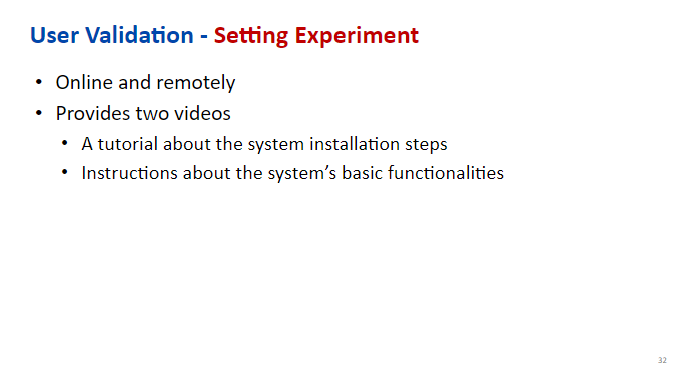 User Validation - Setting Experiment
• Online and remotely
• Provides two videos
• A tutorial about the system installation steps
• Instructions about the system’s basic functionalities
32